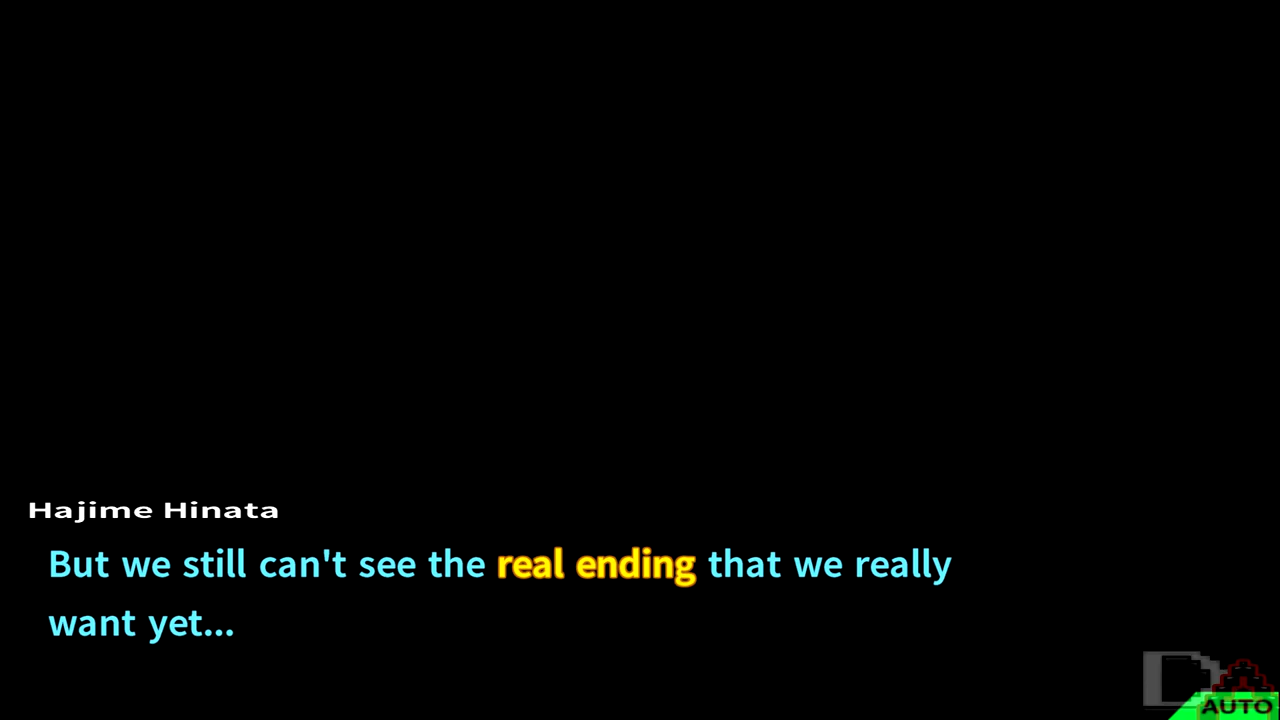 Hajime Hinata
But we still can't see the real ending that we really
want yet...
AUTO